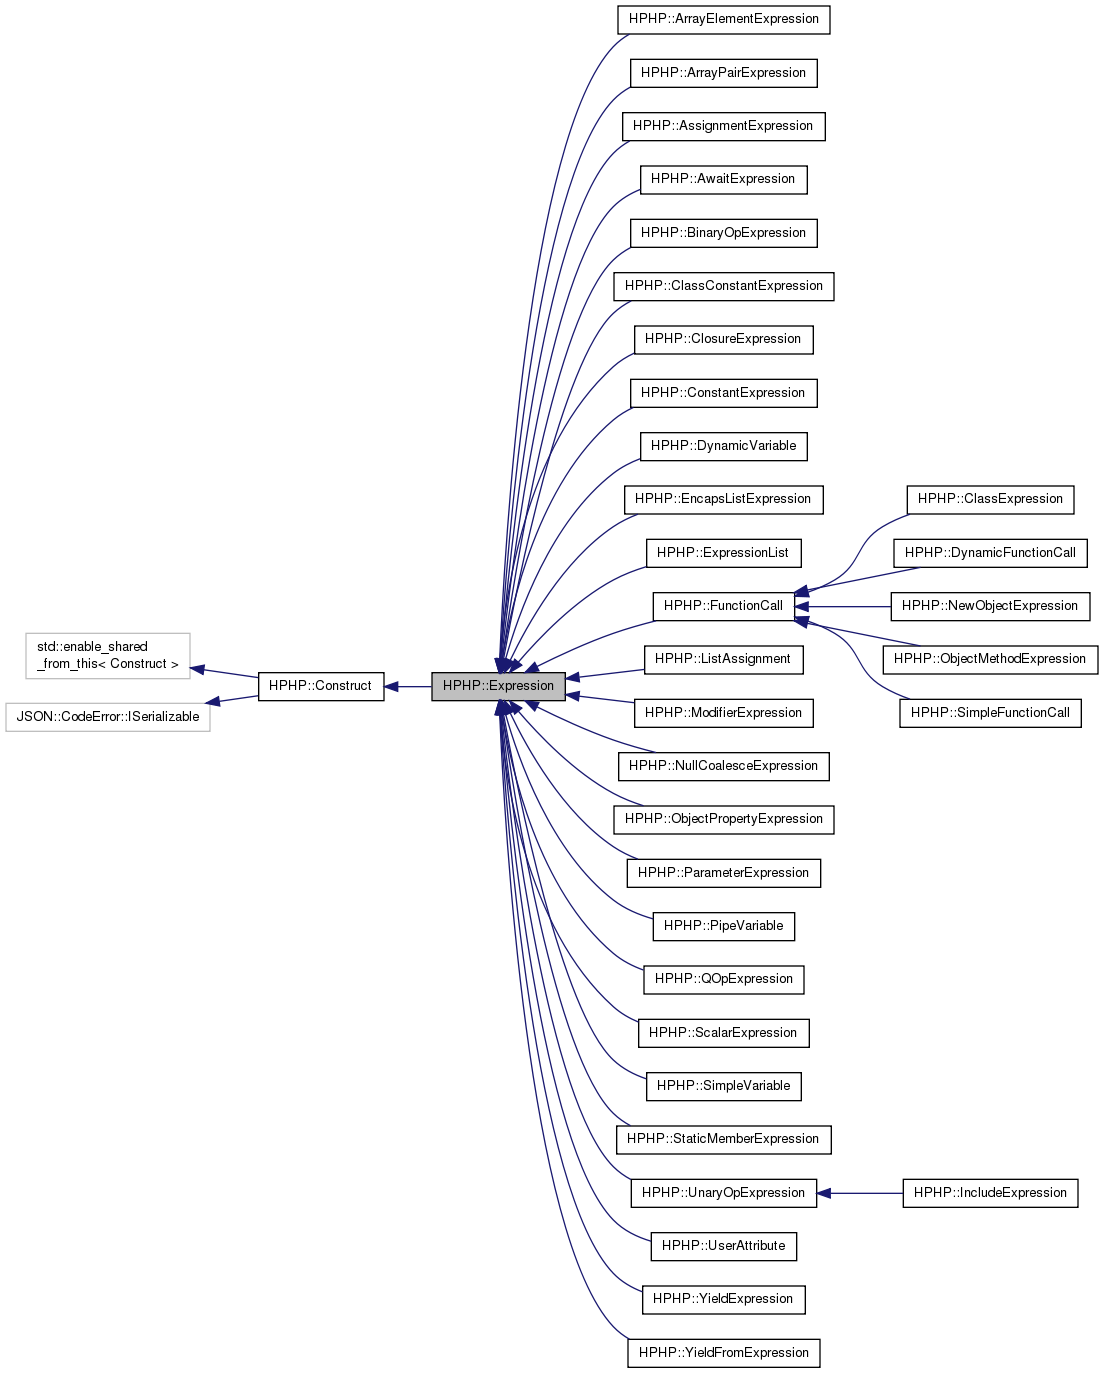 HPHP::ArrayElementExpression
HPHP::ArrayPairExpression
HPHP::AssignmentExpression
HPHP::AwaitExpression
HPHP::BinaryOpExpression
HPHP::ClassConstantExpression
HPHP::ClosureExpression
HPHP::ConstantExpression
HPHP::DynamicVariable
HPHP::EncapsListExpression
HPHP::ClassExpression
HPHP::ExpressionList
HPHP::DynamicFunctionCall
HPHP::FunctionCall
HPHP::NewObjectExpression
std::enable_shared
_from_this< Construct >
HPHP::ListAssignment
HPHP::ObjectMethodExpression
HPHP::Construct
HPHP::Expression
JSON::CodeError::ISerializable
HPHP::ModifierExpression
HPHP::SimpleFunctionCall
HPHP::NullCoalesceExpression
HPHP::ObjectPropertyExpression
HPHP::ParameterExpression
HPHP::PipeVariable
HPHP::QOpExpression
HPHP::ScalarExpression
HPHP::SimpleVariable
HPHP::StaticMemberExpression
HPHP::UnaryOpExpression
HPHP::IncludeExpression
HPHP::UserAttribute
HPHP::YieldExpression
HPHP::YieldFromExpression